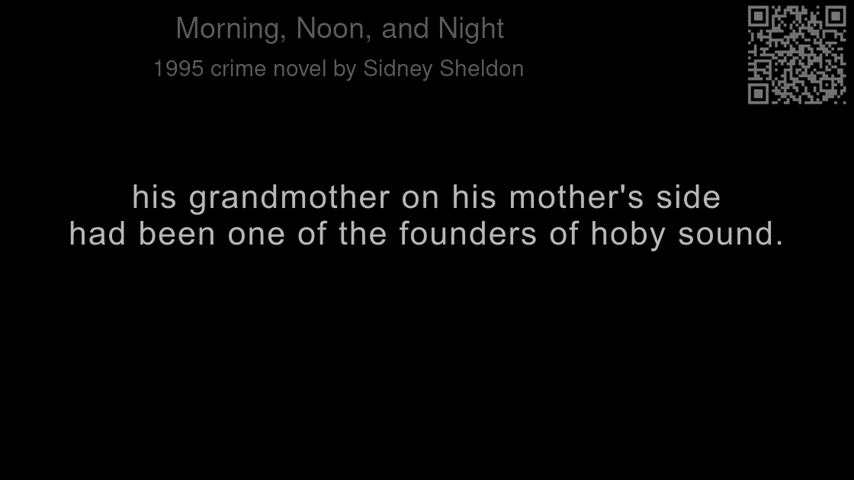 Morning, Noon, and Night
1995 crime novel by Sidney Sheldon
his grandmother on his mother's side
had been one of the founders of hoby sound.